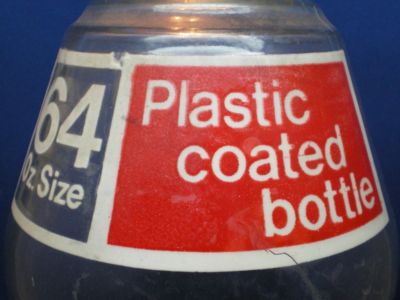 64
Oz. Size
Plastic
coated
bottle